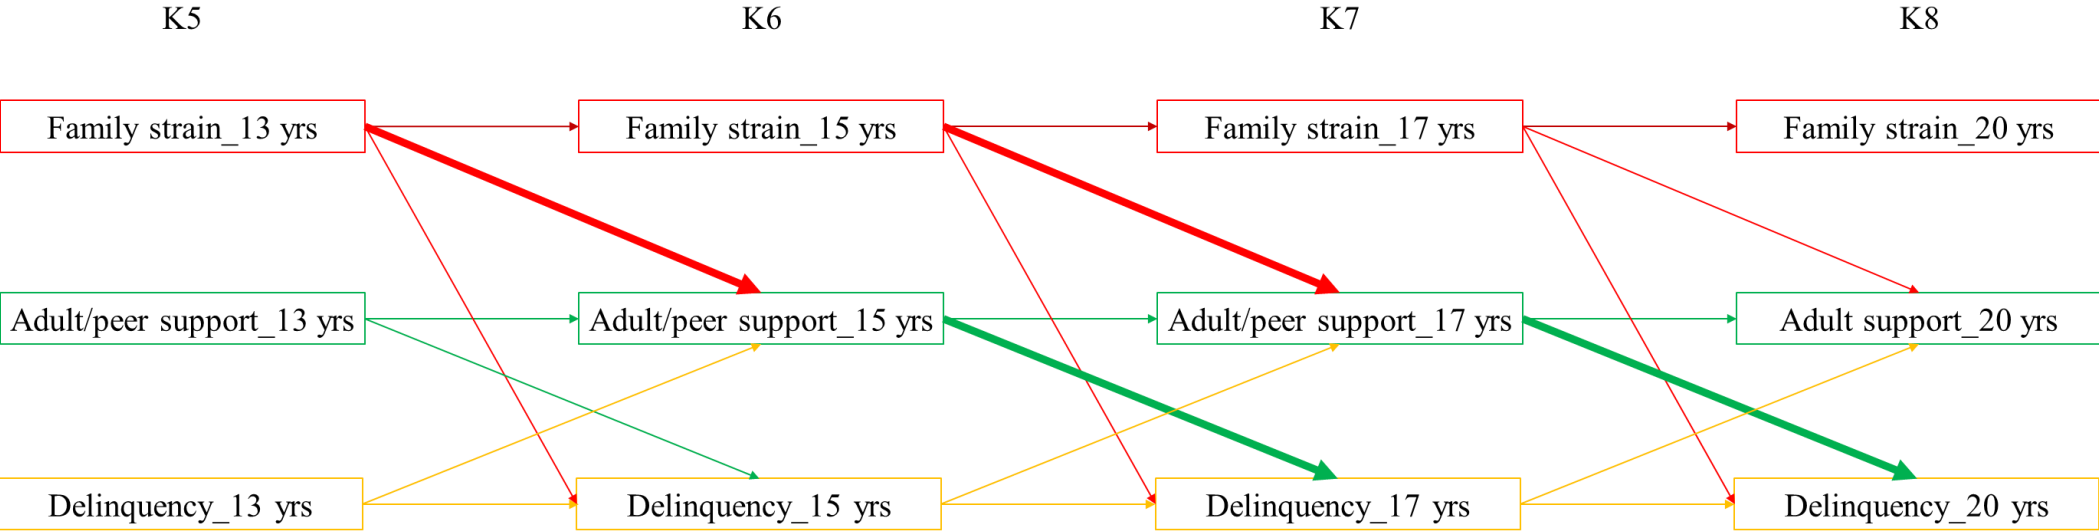 K5 K6 K7 K8
Family strain_13 yrs Family strain_15 yrs Family strain_17 yrs Family strain_20 yrs
Adult/peer support_13 yrs Adult/peer support_15 yrs Adult/peer support_17 yrs Adult support_20 yrs
Delinquency_13 yrs Delinquency_15 yrs Delinquency_17 yrs Delinquency_20 yrs